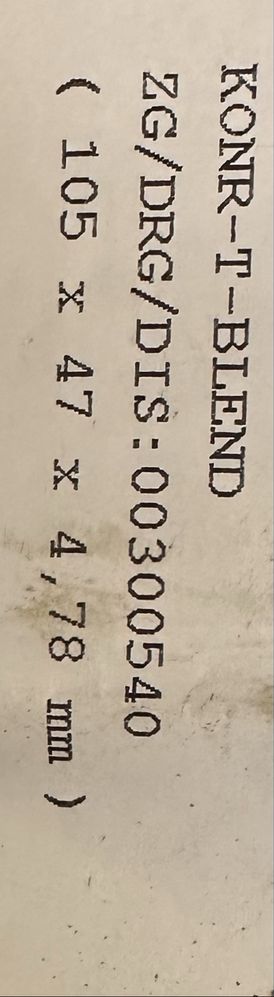 KONR-T-BLEND
ZG/DRG/DIS:00300540
( 105 x 47 x 4,78 mm )